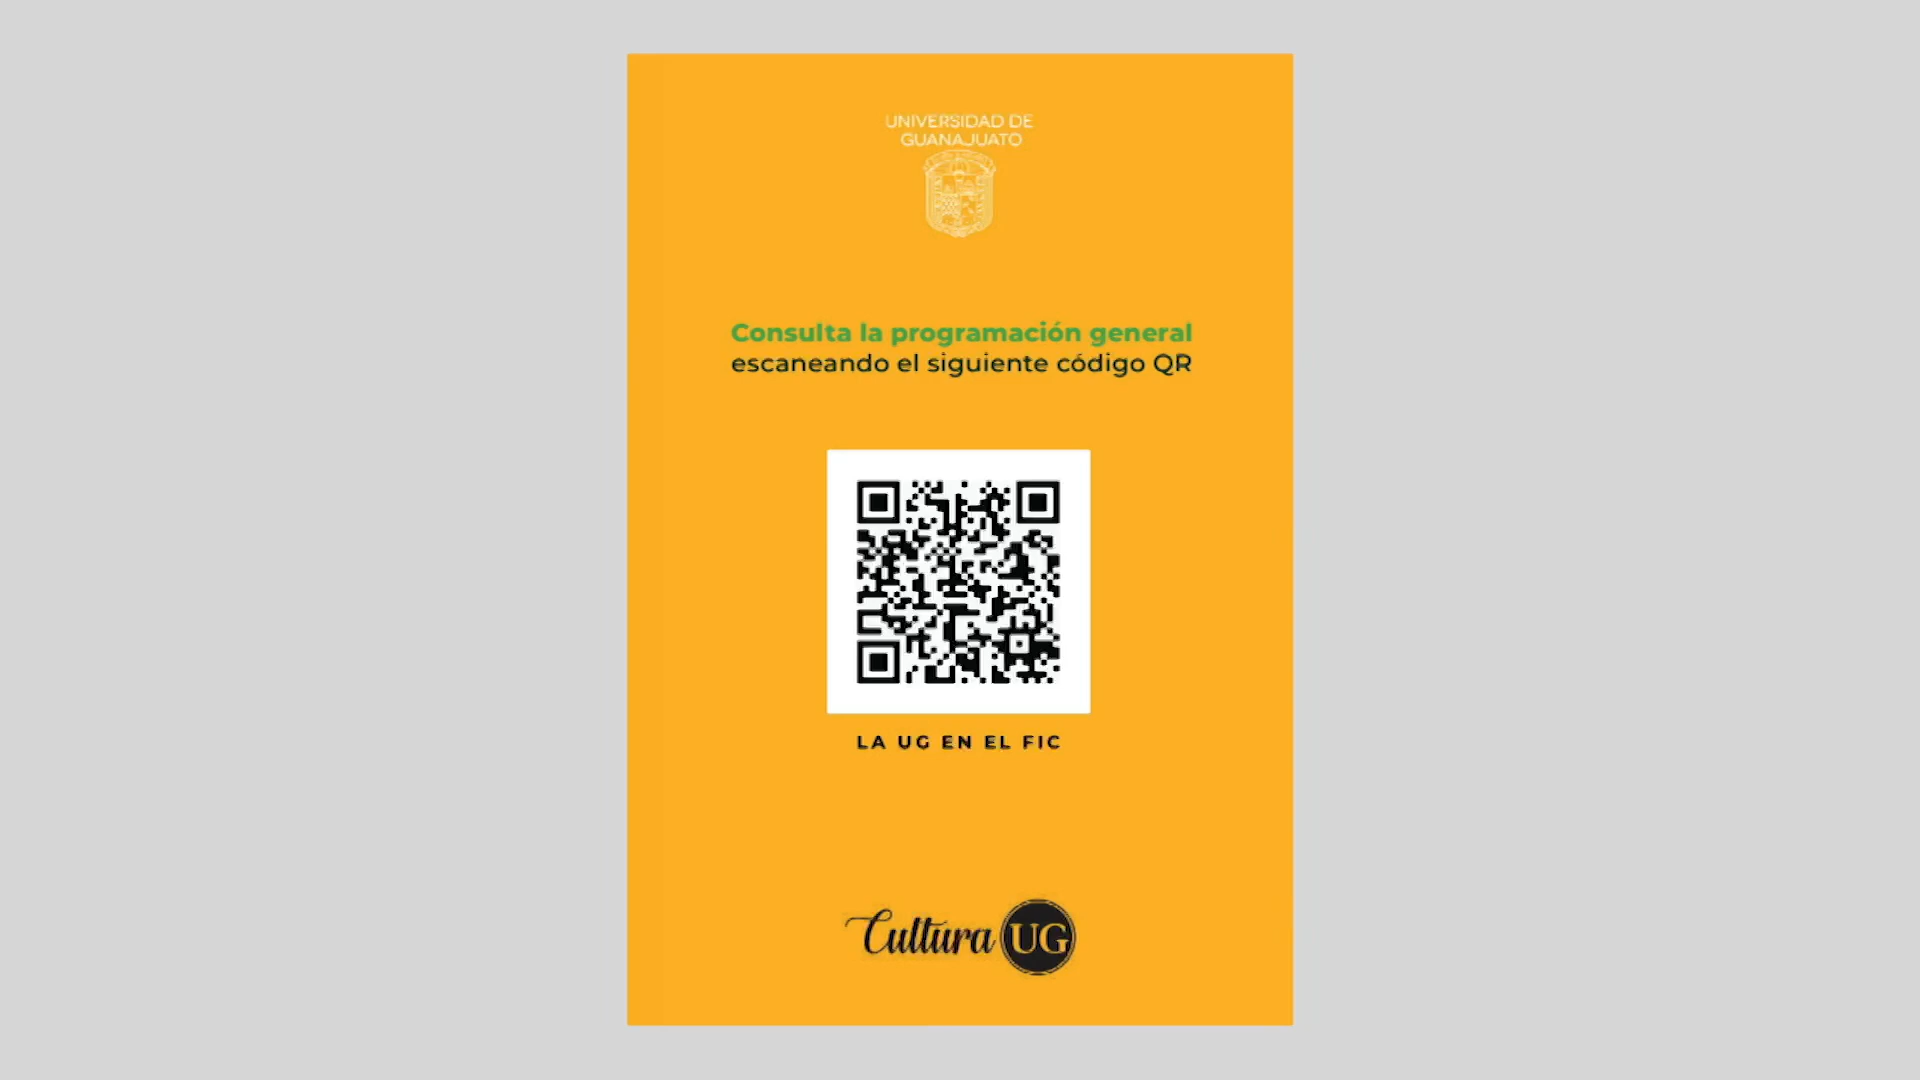 UNIVERSIDAD DE
GUANAJUATO
Consulta la programación general
escaneando el siguiente código QR
LA UG EN EL FIC
Cultura UG